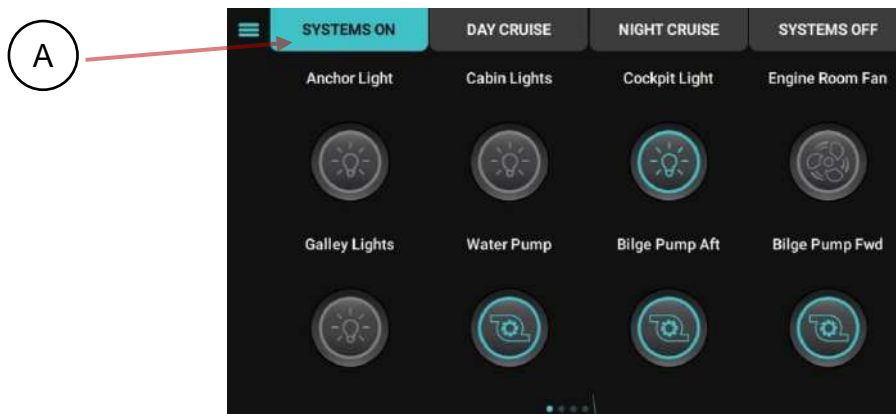 A
SYSTEMS ON DAY CRUISE NIGHT CRUISE SYSTEMS OFF
Anchor Light Cabin Lights Cockpit Light Engine Room Fan
Galley Lights Water Pump Bilge Pump Aft Bilge Pump Fwd